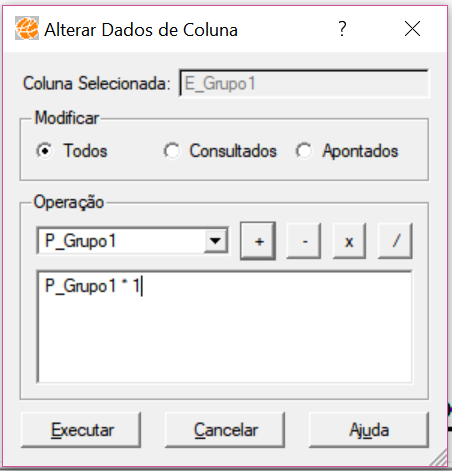 Alterar Dados de Coluna ?
Coluna Selecionada: E_Grupo1
Modificar
Todos Consultados Apontados
Operação
P_Grupo1 + - x /
P_Grupo1 * 1
Executar Cancelar Ajuda